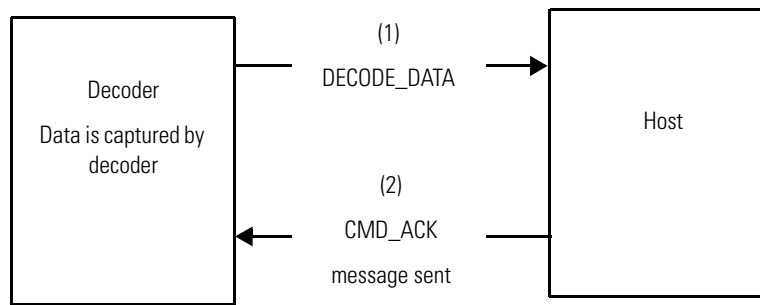 Decoder
Data is captured by
decoder
(1)
DECODE_DATA
(2)
CMD_ACK
message sent
Host